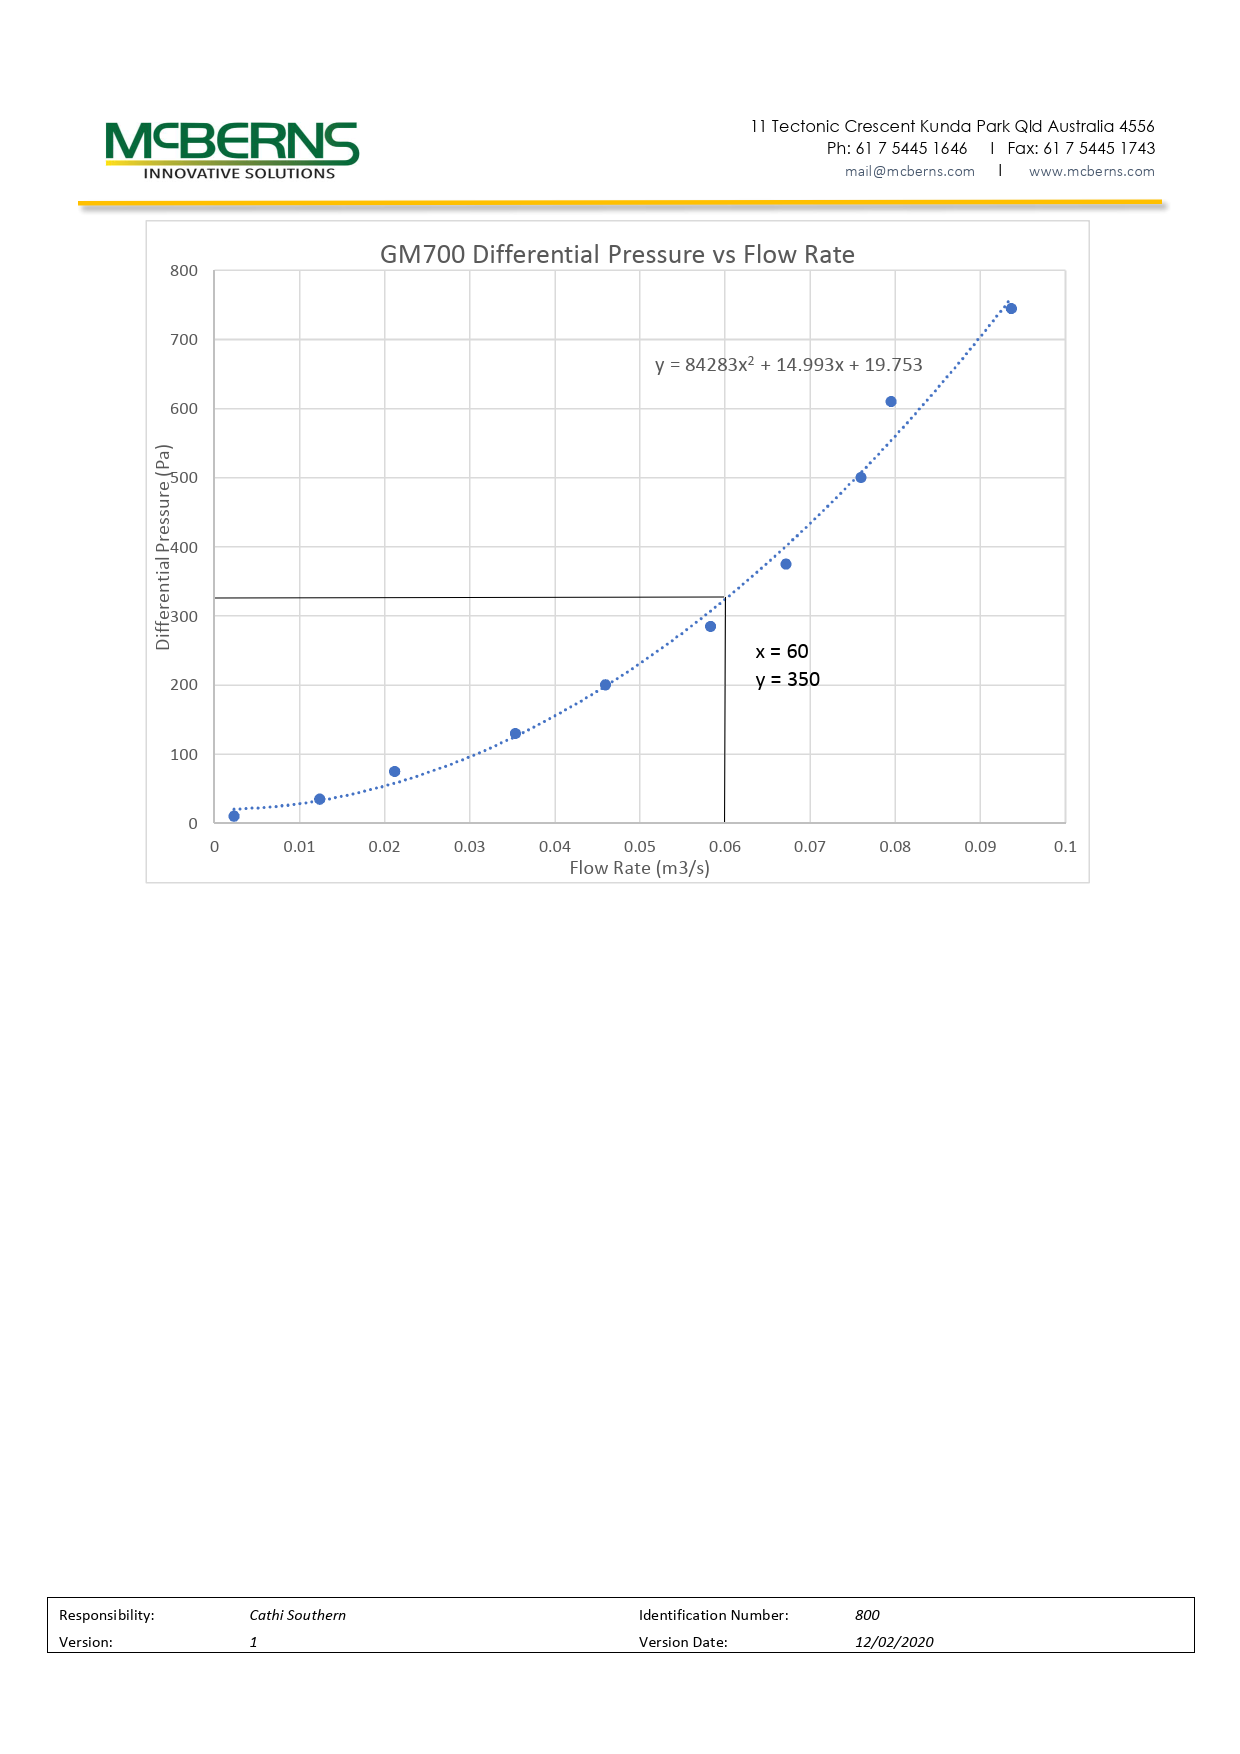 McBERNS
INNOVATIVE SOLUTIONS
11 Tectonic Crescent Kunda Park Qld Australia 4556
Ph: 61 7 5445 1646 I Fax: 61 7 5445 1743
mail@mcberns.com I www.mcberns.com
GM700 Differential Pressure vs Flow Rate
800
700
y = 84283x² + 14.993x + 19.753
600
500
400
300
200
100
0
Differential Pressure (Pa)
x = 60
y = 350
0 0.01 0.02 0.03 0.04 0.05 0.06 0.07 0.08 0.09 0.1
Flow Rate (m3/s)
Responsibility: Cathi Southern Identification Number: 800
Version: 1 Version Date: 12/02/2020